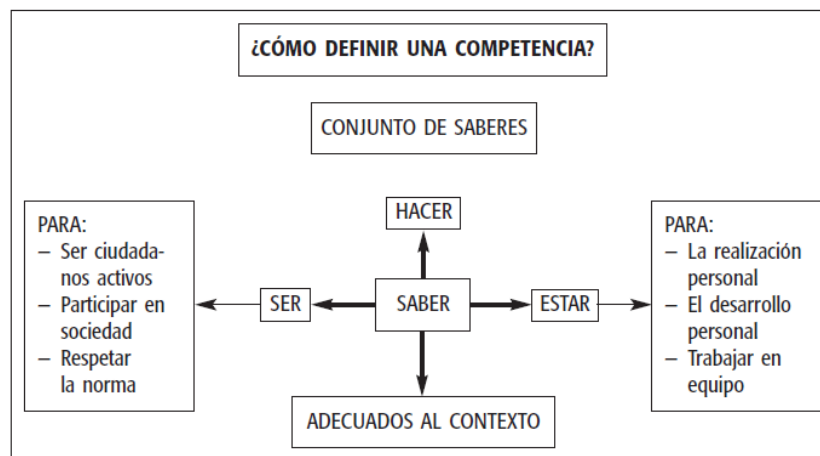 ¿CÓMO DEFINIR UNA COMPETENCIA?
CONJUNTO DE SABERES
HACER
PARA:
– Ser ciudada-
nos activos
– Participar en
sociedad
– Respetar
la norma
SER
SABER
ESTAR
PARA:
– La realización
personal
– El desarrollo
personal
– Trabajar en
equipo
ADECUADOS AL CONTEXTO